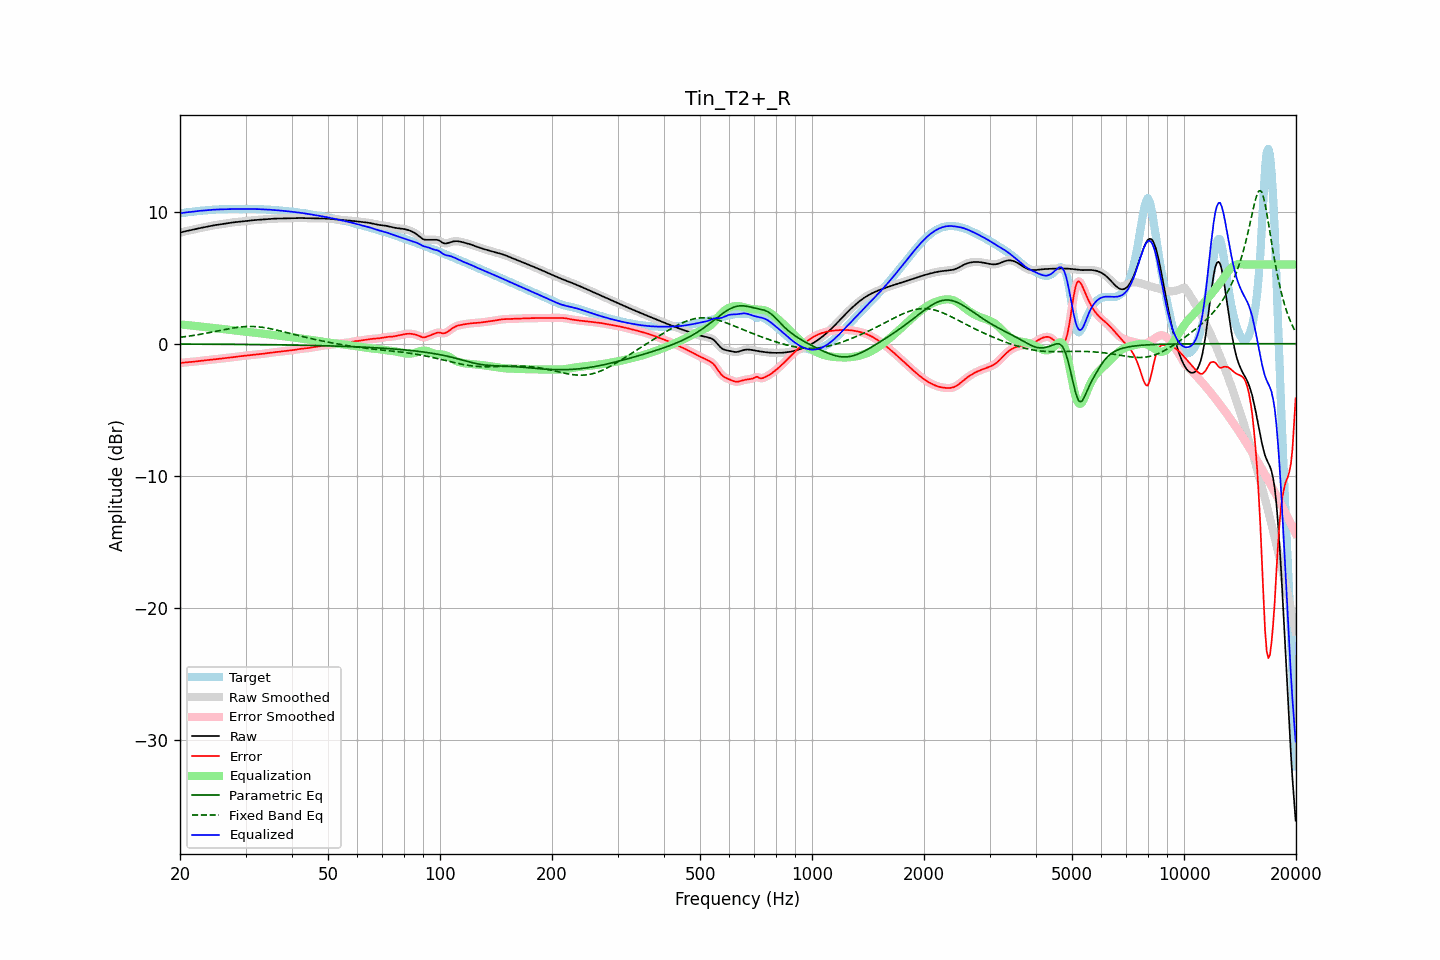 Tin_T2+_R
10
0
−10
−20
−30
Amplitude (dBr)
Target
Raw Smoothed
Error Smoothed
Raw
Error
Equalization
Parametric Eq
Fixed Band Eq
Equalized
20
50
100
200
500
1000
2000
5000
10000
20000
Frequency (Hz)